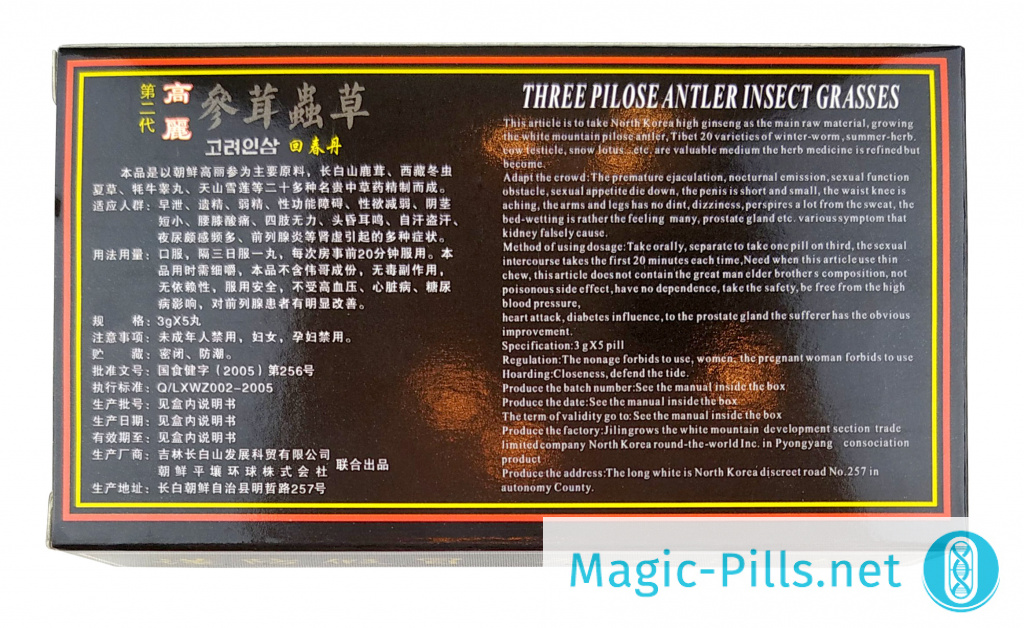 第二代
高麗
參茸蟲草
고려인삼 回春丹
本品是以朝鲜高丽参为主要原料，长白山鹿茸、西藏冬虫
夏草、牦牛睾丸、天山雪莲等二十多种名贵中草药精制而成。
适应人群：早泄、遗精、弱精、性功能障碍、性欲减弱、阴茎
短小、腰膝酸痛、四肢无力、头昏耳鸣、自汗盗汗、
夜尿颇感频多、前列腺炎等肾虚引起的多种症状。
用法用量：口服，隔三日服一丸，每次房事前20分钟服用。本
品用时需细嚼，本品不含伟哥成份，无毒副作用，
无依赖性，服用安全，不受高血压、心脏病、糖尿
病影响，对前列腺患者有明显改善。
规 格：3gX5丸
注意事项：未成年人禁用，妇女，孕妇禁用。
贮 藏：密闭、防潮。
批准文号：国食健字（2005）第256号
执行标准：Q/LXWZ002-2005
生产批号：见盒内说明书
生产日期：见盒内说明书
有效期至：见盒内说明书
生产厂商：吉林长白山发展科贸有限公司
朝鲜平壤环球株式会社 联合出品
生产地址：长白朝鲜自治县明哲路257号
THREE PILOSE ANTLER INSECT GRASSES
This article is to take North Korea high ginseng as the main raw material, growing
the white mountain pilose antler, Tibet 20 varieties of winter-worm , summer-herb,
cow testicle, snow lotus ...etc. are valuable medium the herb medicine is refined but
become.
Adapt the crowd:The premature ejaculation, nocturnal emission, sexual function
obstacle, sexual appetite die down, the penis is short and small, the waist knee is
aching, the arms and legs has no dint, dizziness, perspires a lot from the sweat, the
bed-wetting is rather the feeling many, prostate gland etc. various symptom that
kidney falsely cause.
Method of using dosage:Take orally, separate to take one pill on third, the sexual
intercourse takes the first 20 minutes each time,Need when this article use thin
chew, this article does not contain the great man elder brother s composition, not
poisonous side effect, have no dependence, take the safety, be free from the high
blood pressure,
heart attack, diabetes influence, to the prostate gland the sufferer has the obvious
improvement.
Specification:3 gX5 pill
Regulation:The nonage forbids to use, women, the pregnant woman forbids to use
Hoarding:Closeness, defend the tide.
Produce the batch number:See the manual inside the box
Produce the date:See the manual inside the box
The term of validity go to:See the manual inside the box
Produce the factory:Jilingrows the white mountain development section trade
limited company North Korea round-the-world Inc. in Pyongyang consociation
product
Produce the address:The long white is North Korea discreet road No.257 in
autonomy County.
Magic-Pills.net